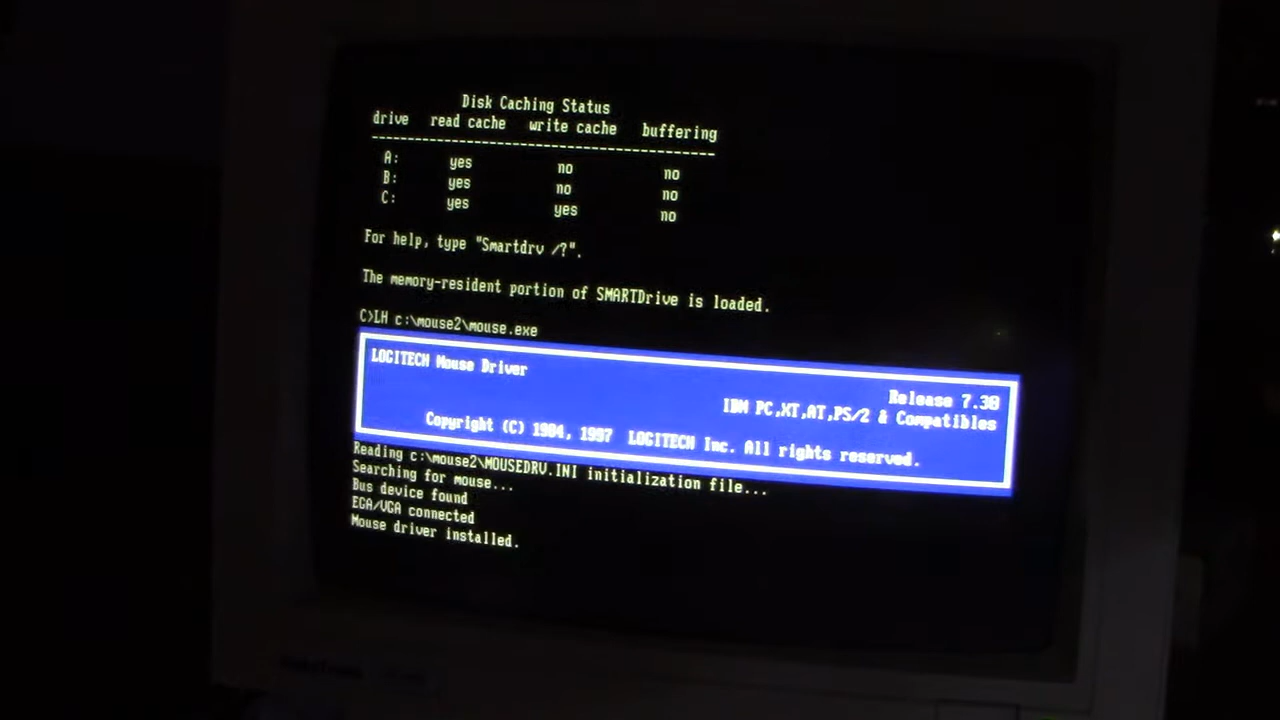 Disk Caching Status
drive read cache write cache buffering
----------------------------------------------------
A: yes no no
B: yes no no
C: yes yes no
For help, type "Smartdrv /?".
The memory-resident portion of SMARTDrive is loaded.
C>LH c:\mouse2\mouse.exe
LOGITECH Mouse Driver
Release 7.30
IBM PC,XT,AT,PS/2 & Compatibles
Copyright (C) 1984, 1997 LOGITECH Inc. All rights reserved.
Reading c:\mouse2\MOUSEDRV.INI initialization file...
Searching for mouse...
Bus device found
EGA/VGA connected
Mouse driver installed.